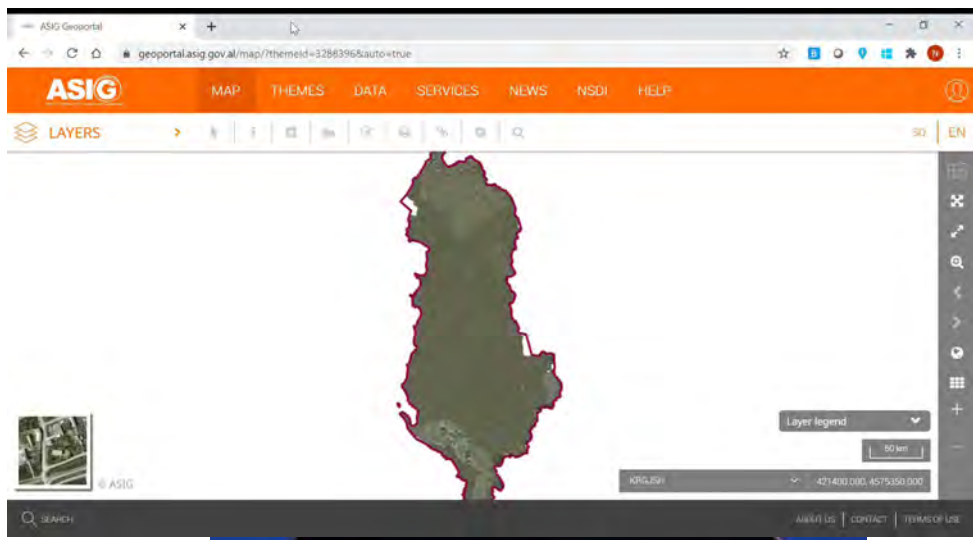 ASIG Geoportal
geoportal.asig.gov.al/map/?themeid=3286396&auto=true
ASIG MAP THEMES DATA SERVICES NEWS NSDI HELP
LAYERS SQ EN
Layer legend
50 km
© ASIG
KRGJSH 421400.000, 4575350.000
SEARCH ABOUT US CONTACT TERMS OF USE